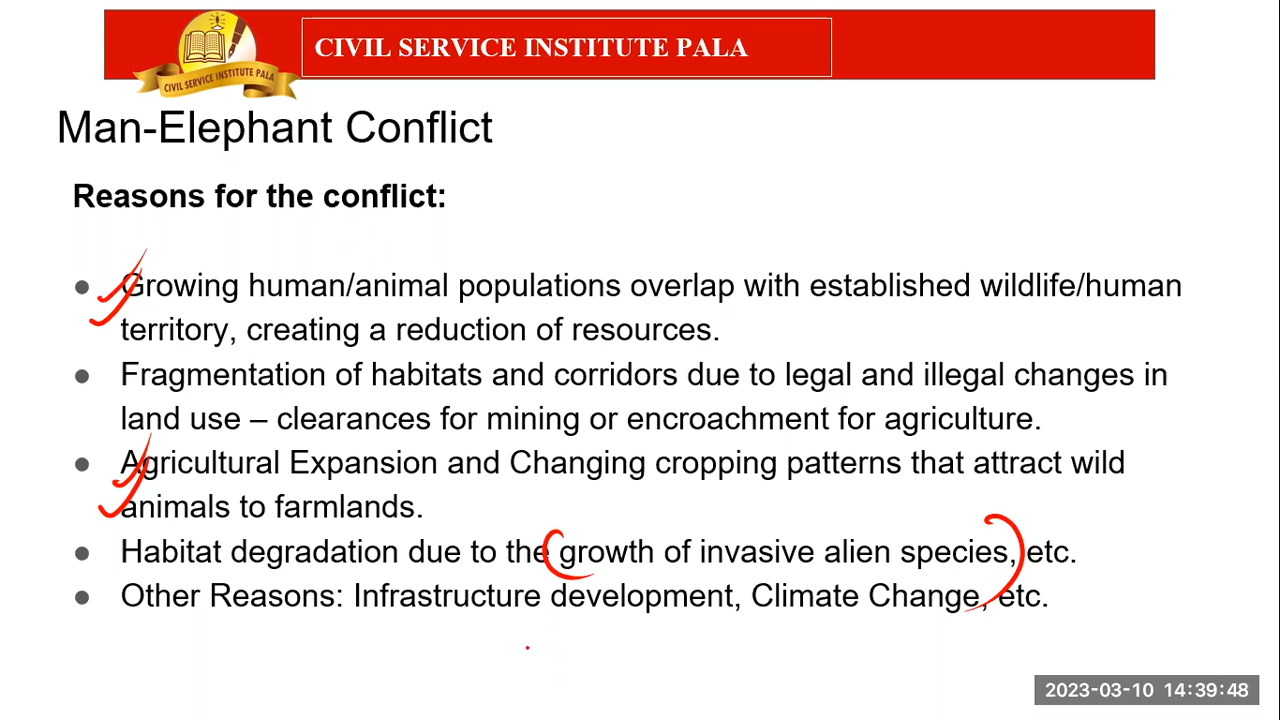 CIVIL SERVICE INSTITUTE PALA
CIVIL SERVICE INSTITUTE PALA
Man-Elephant Conflict
Reasons for the conflict:
● Growing human/animal populations overlap with established wildlife/human
territory, creating a reduction of resources.
● Fragmentation of habitats and corridors due to legal and illegal changes in
land use – clearances for mining or encroachment for agriculture.
● Agricultural Expansion and Changing cropping patterns that attract wild
animals to farmlands.
● Habitat degradation due to the growth of invasive alien species, etc.
● Other Reasons: Infrastructure development, Climate Change, etc.
2023-03-10 14:39:48